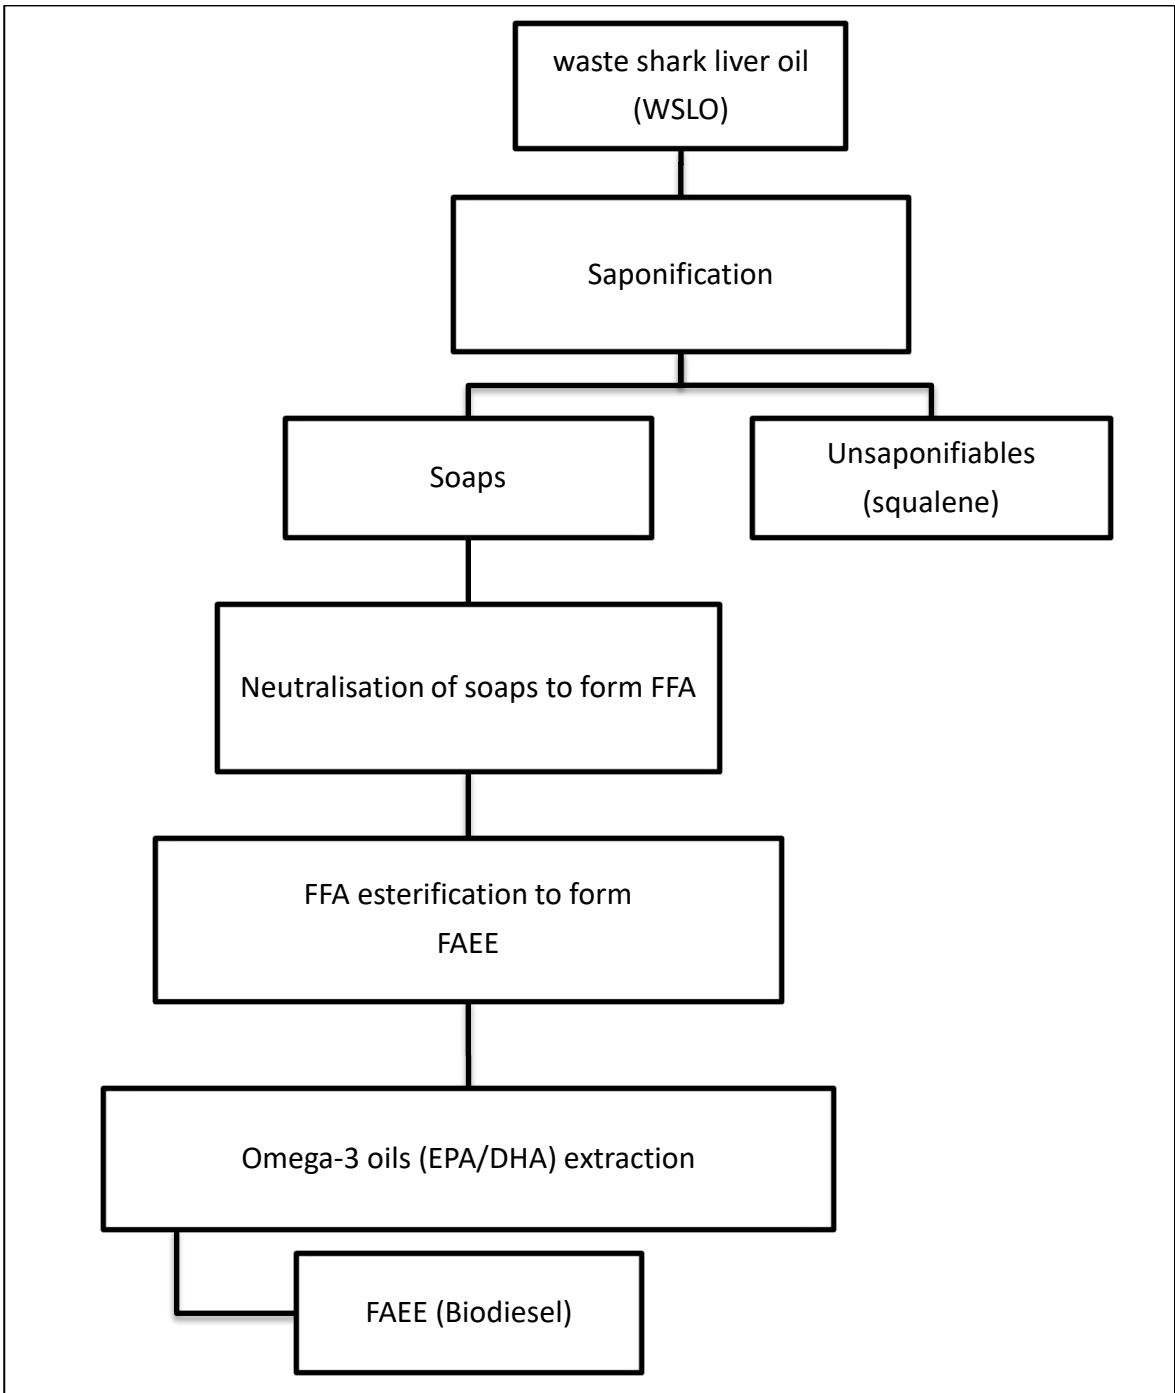 waste shark liver oil
(WSLO)
Saponification
Soaps
Unsaponifiables
(squalene)
Neutralisation of soaps to form FFA
FFA esterification to form
FAEE
Omega-3 oils (EPA/DHA) extraction
FAEE (Biodiesel)